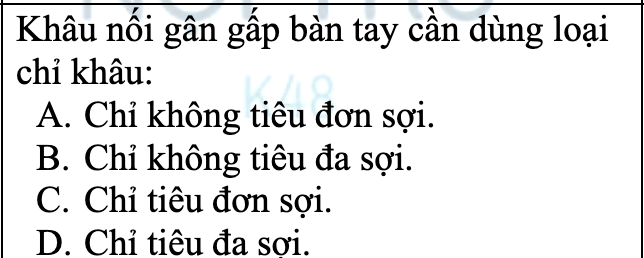 Khâu nối gân gấp bàn tay cần dùng loại
chỉ khâu:
K48
A. Chỉ không tiêu đơn sợi.
B. Chỉ không tiêu đa sợi.
C. Chỉ tiêu đơn sợi.
D. Chỉ tiêu đa sợi.